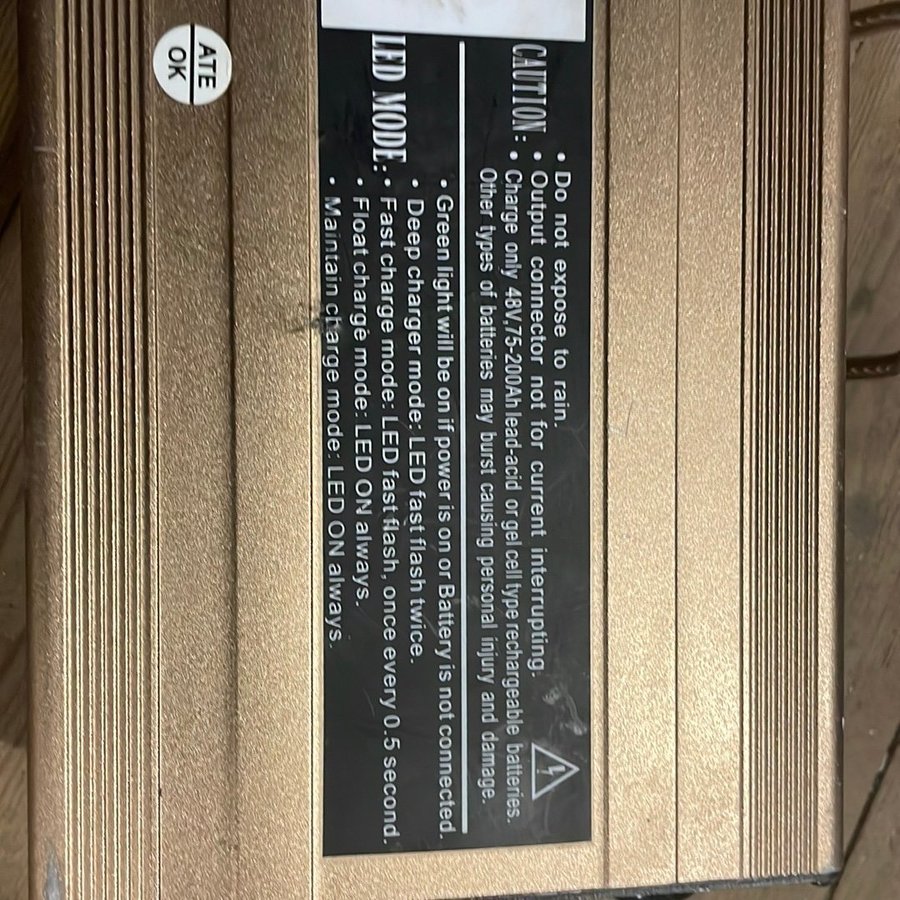 ATE
OK
CAUTION:
• Do not expose to rain.
• Output connector not for current interrupting.
• Charge only 48V,75-200Ah lead-acid or gel cell type rechargeable batteries.
Other types of batteries may burst causing personal injury and damage.
LED MODE:
• Green light will be on if power is on or Battery is not connected.
• Deep charger mode: LED fast flash twice.
• Fast charge mode: LED fast flash, once every 0.5 second.
• Float charge mode: LED ON always.
• Maintain charge mode: LED ON always.